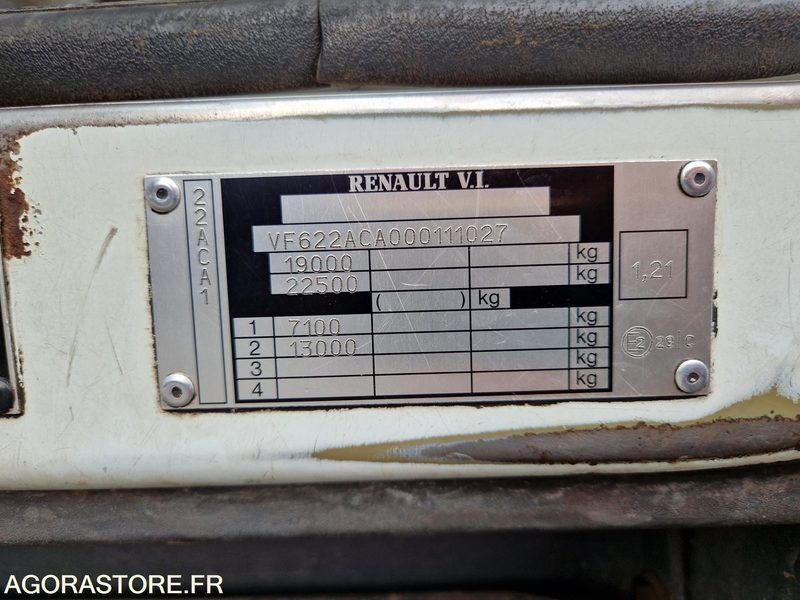 RENAULT V.I.
22ACA1
VF622ACA000111027
19000 kg
22500 kg
( ) kg
1 7100 kg
2 13000 kg
3 kg
4 kg
1,21
E2
AGORASTORE.FR